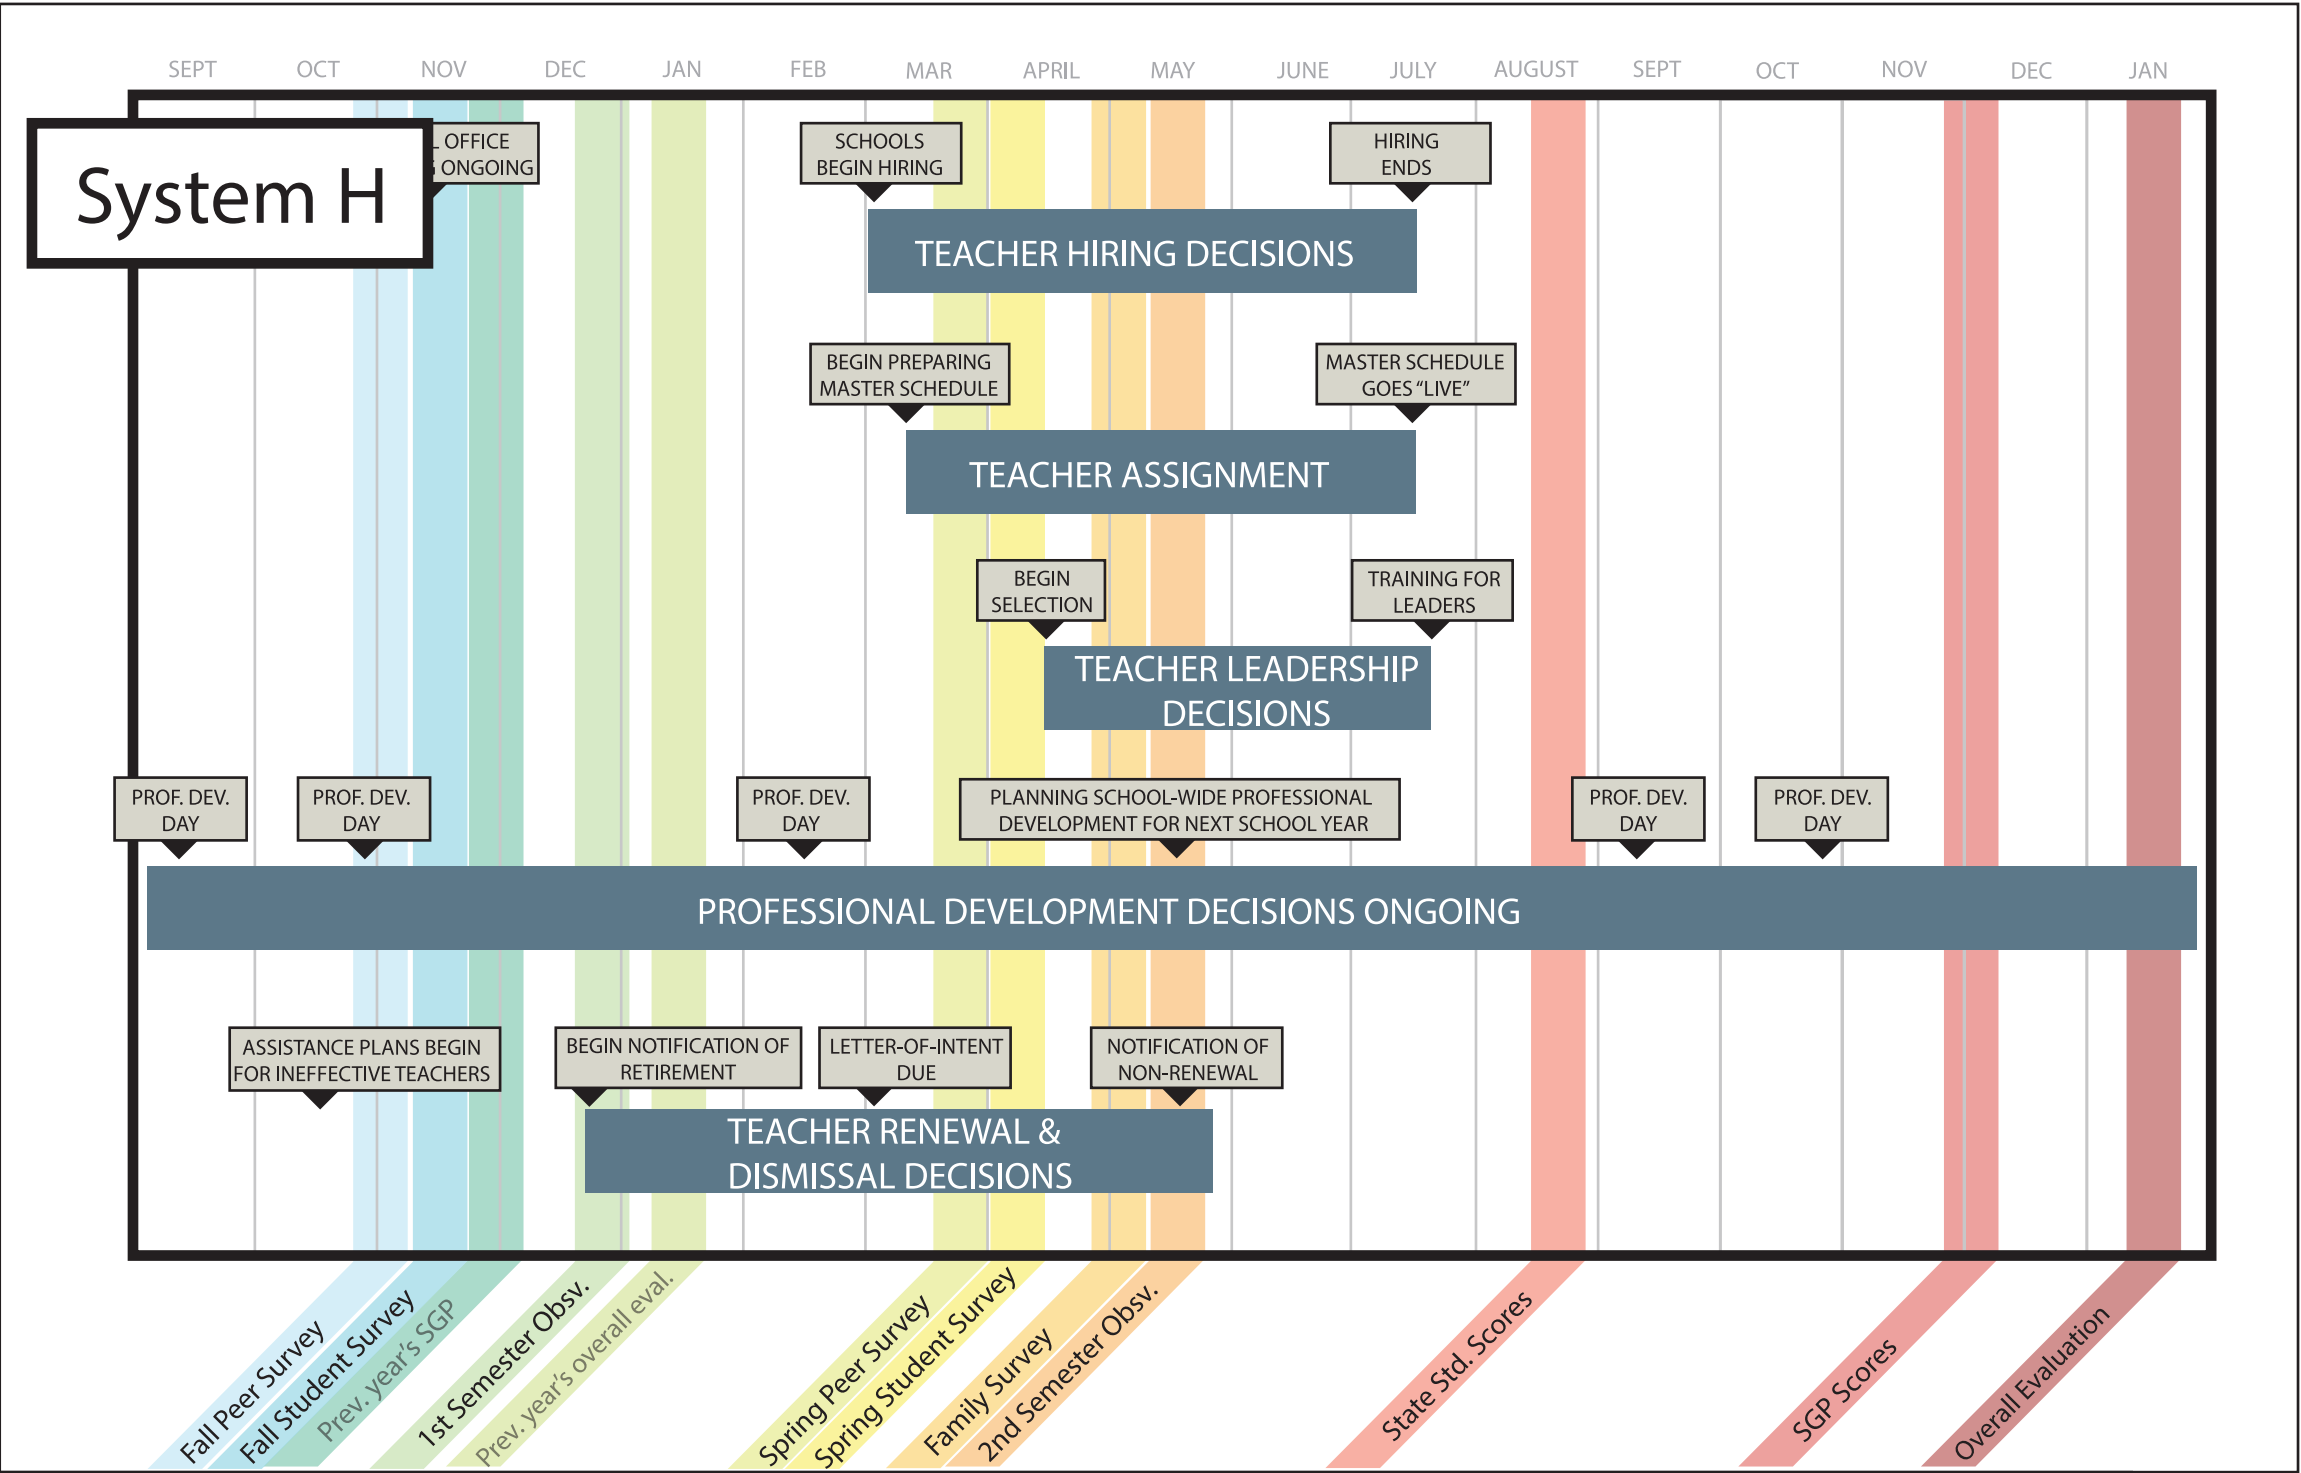 SEPT OCT NOV DEC JAN FEB MAR APRIL MAY JUNE JULY AUGUST SEPT OCT NOV DEC JAN
System H
OFFICE
ONGOING
SCHOOLS
BEGIN HIRING
HIRING
ENDS
TEACHER HIRING DECISIONS
BEGIN PREPARING
MASTER SCHEDULE
MASTER SCHEDULE
GOES “LIVE”
TEACHER ASSIGNMENT
BEGIN
SELECTION
TRAINING FOR
LEADERS
TEACHER LEADERSHIP
DECISIONS
PROF. DEV.
DAY
PROF. DEV.
DAY
PROF. DEV.
DAY
PLANNING SCHOOL-WIDE PROFESSIONAL
DEVELOPMENT FOR NEXT SCHOOL YEAR
PROF. DEV.
DAY
PROF. DEV.
DAY
PROFESSIONAL DEVELOPMENT DECISIONS ONGOING
ASSISTANCE PLANS BEGIN
FOR INEFFECTIVE TEACHERS
BEGIN NOTIFICATION OF
RETIREMENT
LETTER-OF-INTENT
DUE
NOTIFICATION OF
NON-RENEWAL
TEACHER RENEWAL &
DISMISSAL DECISIONS
Fall Peer Survey
Fall Student Survey
Prev. year’s SGP
1st Semester Obsv.
Prev. year’s overall eval.
Spring Peer Survey
Spring Student Survey
Family Survey
2nd Semester Obsv.
State Std. Scores
SGP Scores
Overall Evaluation